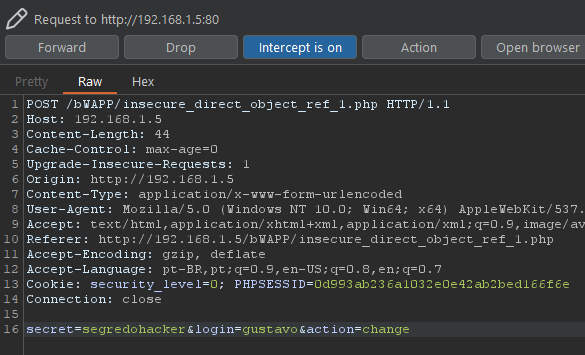 Request to http://192.168.1.5:80
Forward Drop Intercept is on Action Open browser
Pretty Raw Hex
1 POST /bWAPP/insecure_direct_object_ref_1.php HTTP/1.1
2 Host: 192.168.1.5
3 Content-Length: 44
4 Cache-Control: max-age=0
5 Upgrade-Insecure-Requests: 1
6 Origin: http://192.168.1.5
7 Content-Type: application/x-www-form-urlencoded
8 User-Agent: Mozilla/5.0 (Windows NT 10.0; Win64; x64) AppleWebKit/537.
9 Accept: text/html,application/xhtml+xml,application/xml;q=0.9,image/av
10 Referer: http://192.168.1.5/bWAPP/insecure_direct_object_ref_1.php
11 Accept-Encoding: gzip, deflate
12 Accept-Language: pt-BR,pt;q=0.9,en-US;q=0.8,en;q=0.7
13 Cookie: security_level=0; PHPSESSID=0d993ab236a1032e0e42ab2bed166f6e
14 Connection: close
15
16 secret=segredohacker&login=gustavo&action=change